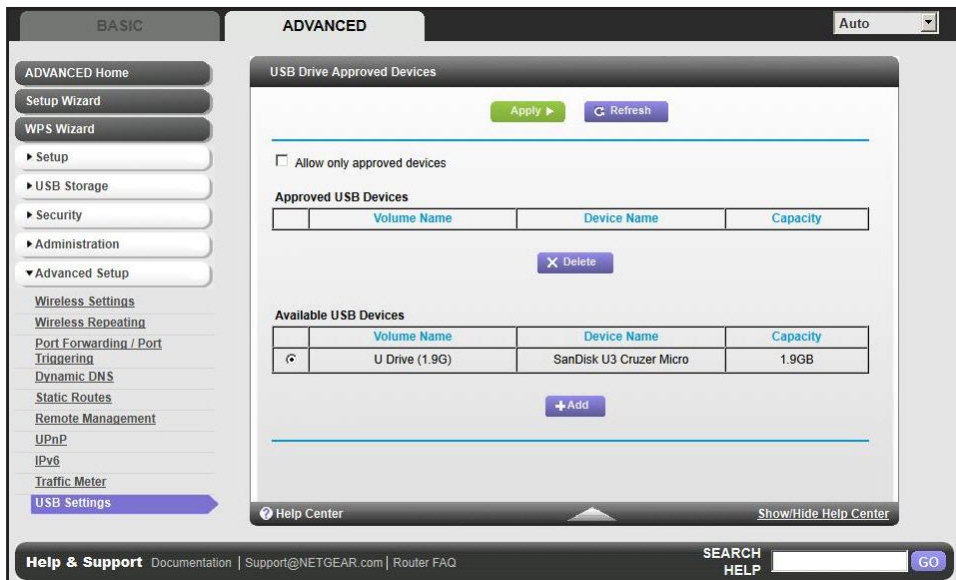 BASIC
ADVANCED
Auto
ADVANCED Home
Setup Wizard
WPS Wizard
Setup
USB Storage
Security
Administration
Advanced Setup
Wireless Settings
Wireless Repeating
Port Forwarding / Port
Triggering
Dynamic DNS
Static Routes
Remote Management
UPnP
IPv6
Traffic Meter
USB Settings
USB Drive Approved Devices
Apply
Refresh
Allow only approved devices
Approved USB Devices
Volume Name Device Name Capacity
Delete
Available USB Devices
Volume Name Device Name Capacity
U Drive (1.9G) SanDisk U3 Cruzer Micro 1.9GB
+Add
Help Center
Show/Hide Help Center
Help & Support Documentation | Support@NETGEAR.com | Router FAQ
SEARCH
HELP
GO